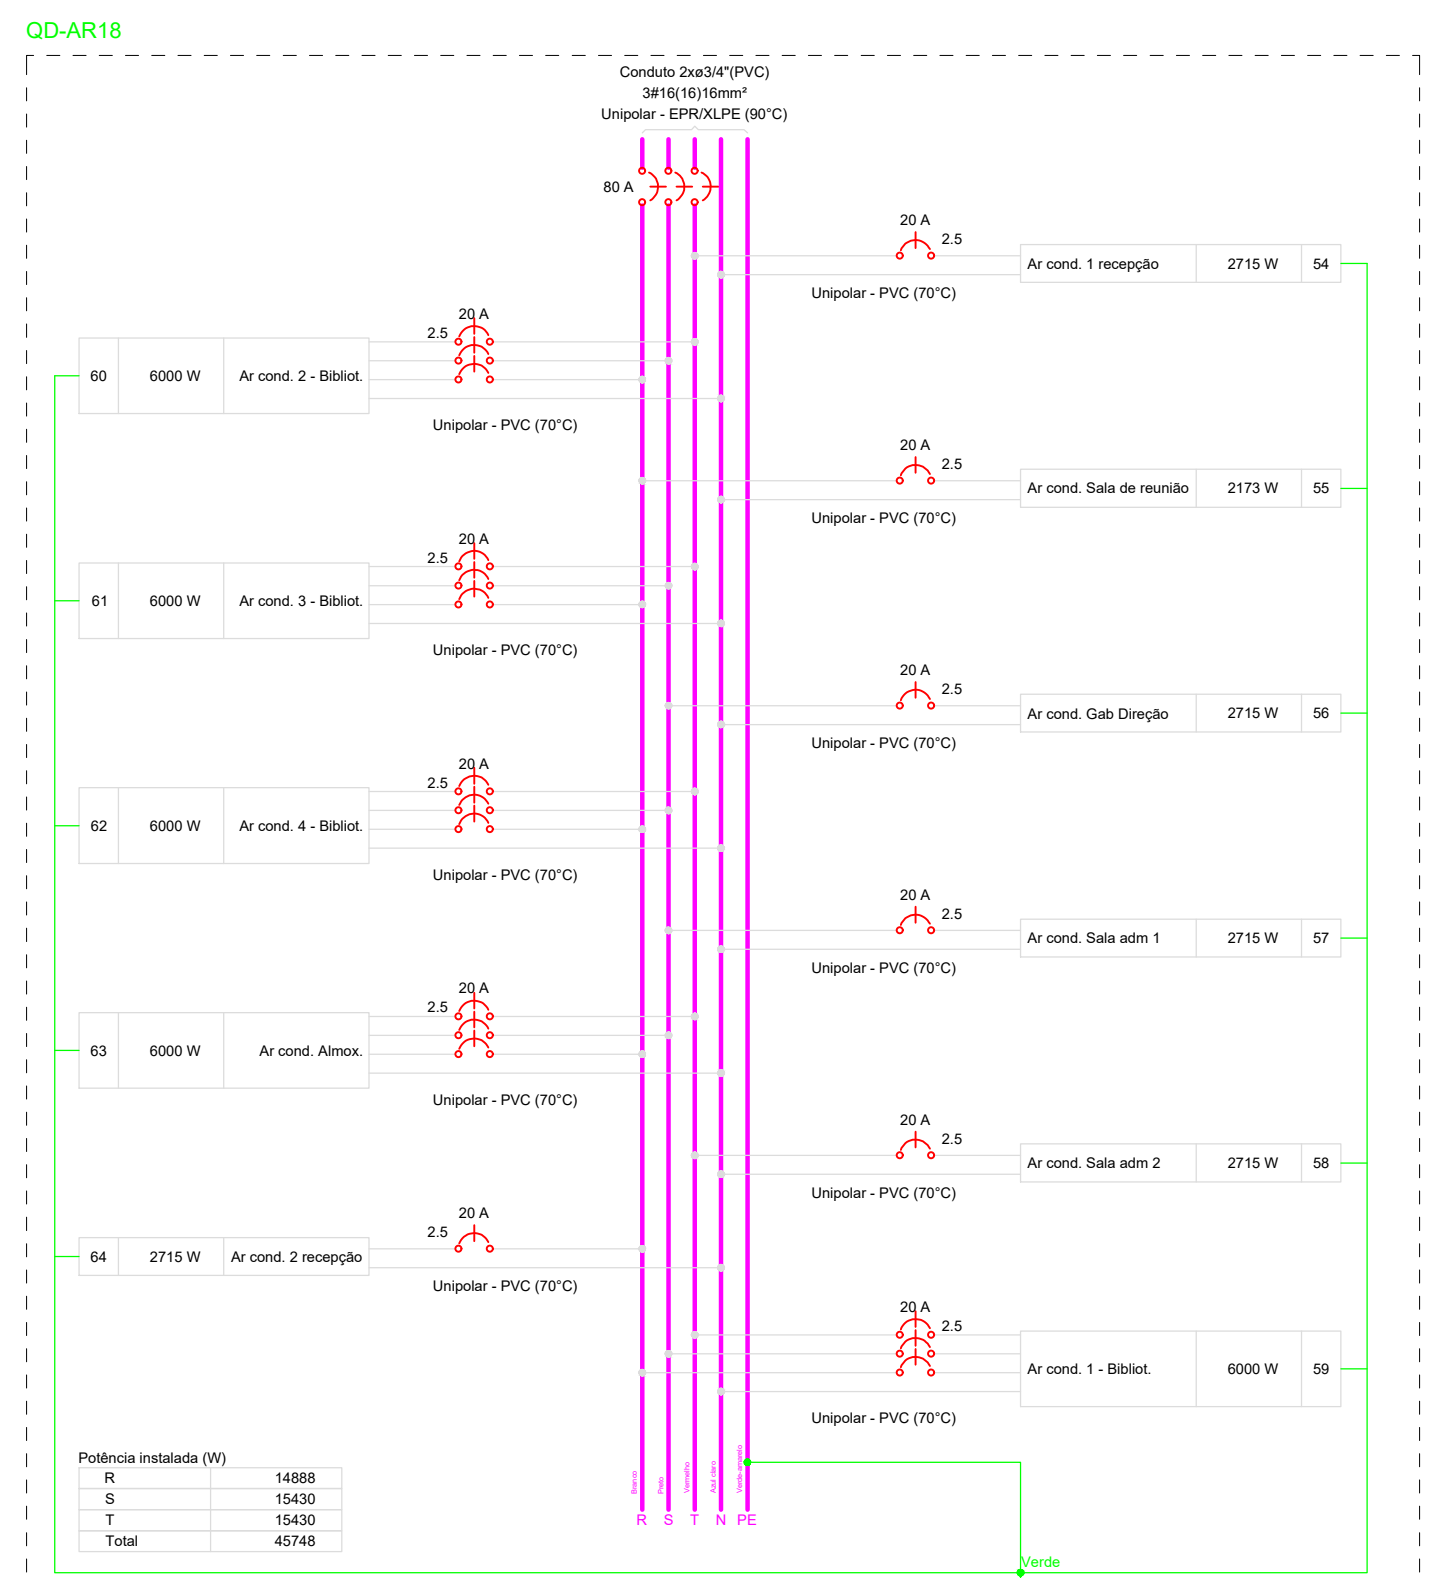 QD-AR18
Conduto 2xø3/4"(PVC)
3#16(16)16mm²
Unipolar - EPR/XLPE (90°C)
80 A
20 A
2.5
Ar cond. 1 recepção 2715 W 54
Unipolar - PVC (70°C)
20 A
2.5
60 6000 W Ar cond. 2 - Bibliot.
Unipolar - PVC (70°C)
20 A
2.5
Ar cond. Sala de reunião 2173 W 55
Unipolar - PVC (70°C)
20 A
2.5
61 6000 W Ar cond. 3 - Bibliot.
Unipolar - PVC (70°C)
20 A
2.5
Ar cond. Gab Direção 2715 W 56
Unipolar - PVC (70°C)
20 A
2.5
62 6000 W Ar cond. 4 - Bibliot.
Unipolar - PVC (70°C)
20 A
2.5
Ar cond. Sala adm 1 2715 W 57
Unipolar - PVC (70°C)
20 A
2.5
63 6000 W Ar cond. Almox.
Unipolar - PVC (70°C)
20 A
2.5
Ar cond. Sala adm 2 2715 W 58
Unipolar - PVC (70°C)
20 A
2.5
64 2715 W Ar cond. 2 recepção
Unipolar - PVC (70°C)
20 A
2.5
Ar cond. 1 - Bibliot. 6000 W 59
Unipolar - PVC (70°C)
Potência instalada (W)
R 14888
S 15430
T 15430
Total 45748
Branco
Preto
Vermelho
Azul claro
Verde-amarelo
R S T N PE
Verde